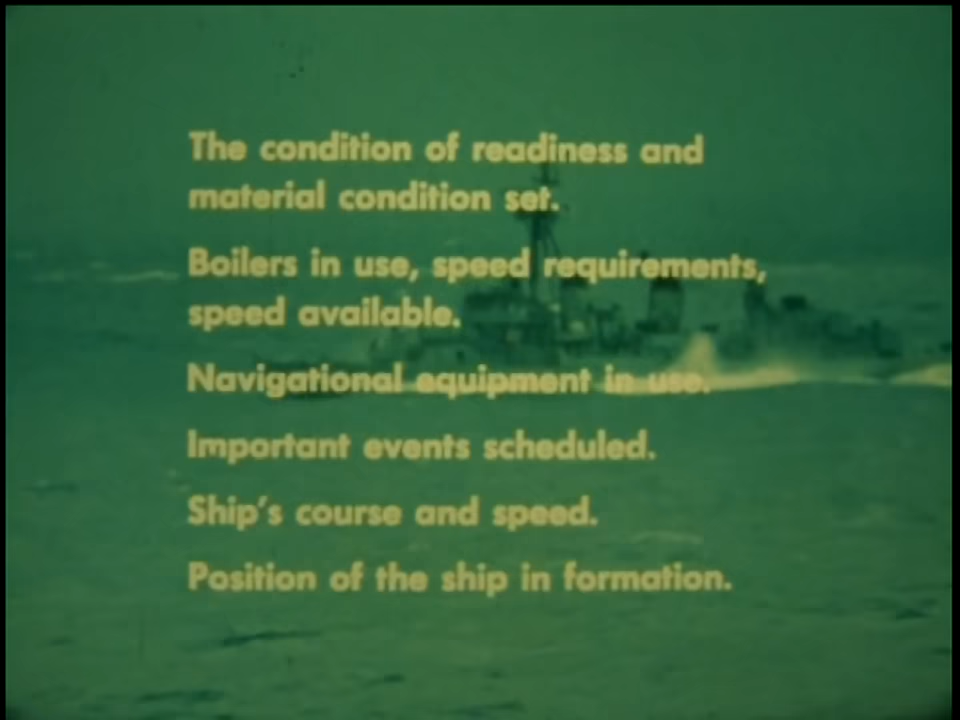 The condition of readiness and
material condition set.
Boilers in use, speed requirements,
speed available.
Navigational equipment in use.
Important events scheduled.
Ship's course and speed.
Position of the ship in formation.